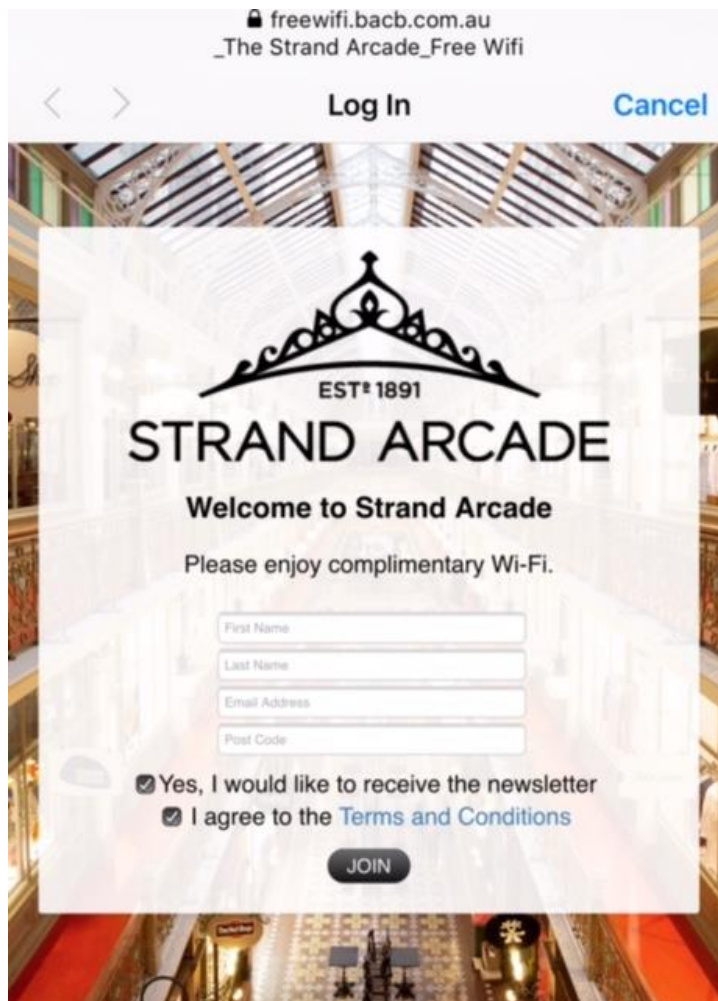 freewifi.bacb.com.au
_The Strand Arcade_Free Wifi
< > Log In Cancel
ESTᴰ 1891
STRAND ARCADE
Welcome to Strand Arcade
Please enjoy complimentary Wi-Fi.
First Name
Last Name
Email Address
Post Code
Yes, I would like to receive the newsletter
I agree to the Terms and Conditions
JOIN